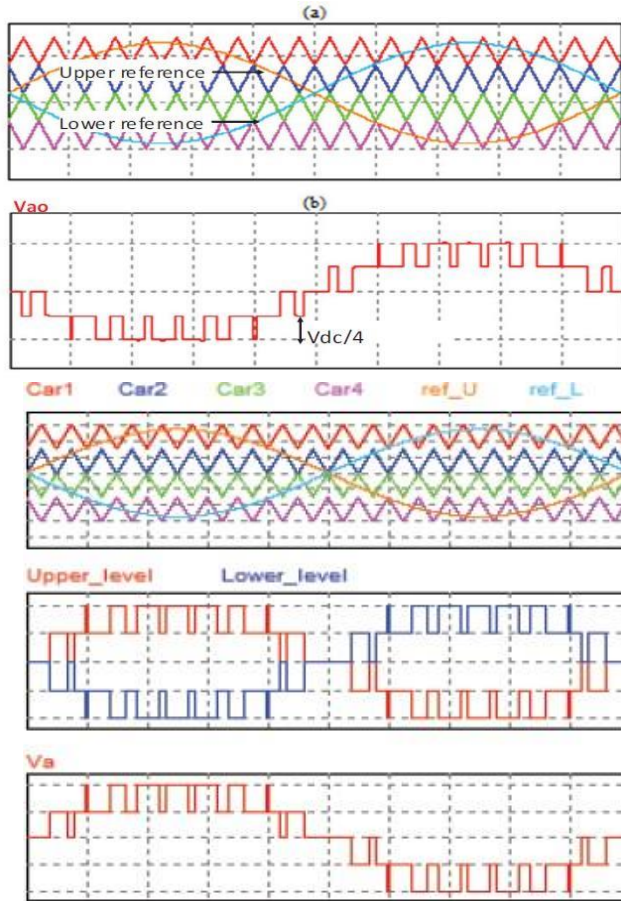 (a)
Upper reference
Lower reference
Vao
(b)
Vdc/4
Car1 Car2 Car3 Car4 ref_U ref_L
Upper_level Lower_level
Va